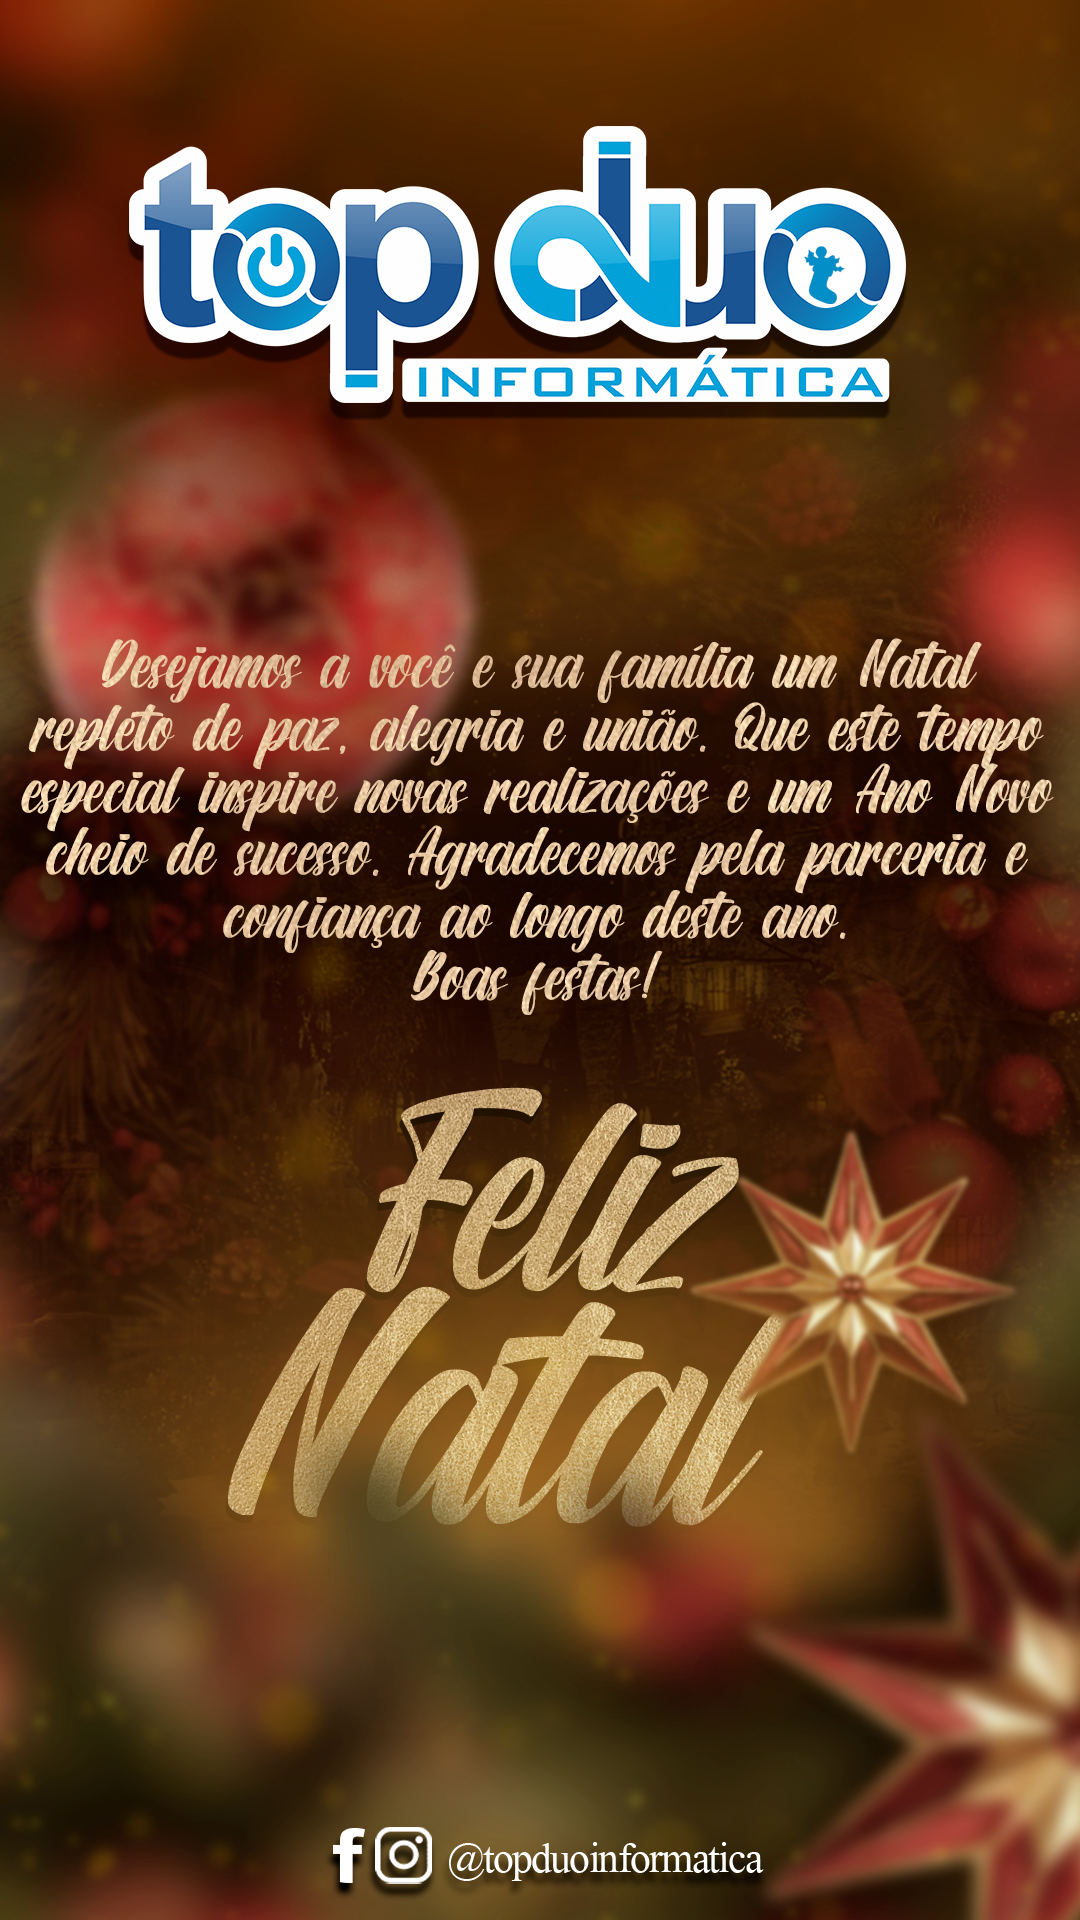 top duo
INFORMÁTICA
Desejamos a você e sua família um Natal
repleto de paz, alegria e união. Que este tempo
especial inspire novas realizações e um Ano Novo
cheio de sucesso. Agradecemos pela parceria e
confiança ao longo deste ano.
Boas festas!
Feliz
Natal
@topduoinformatica